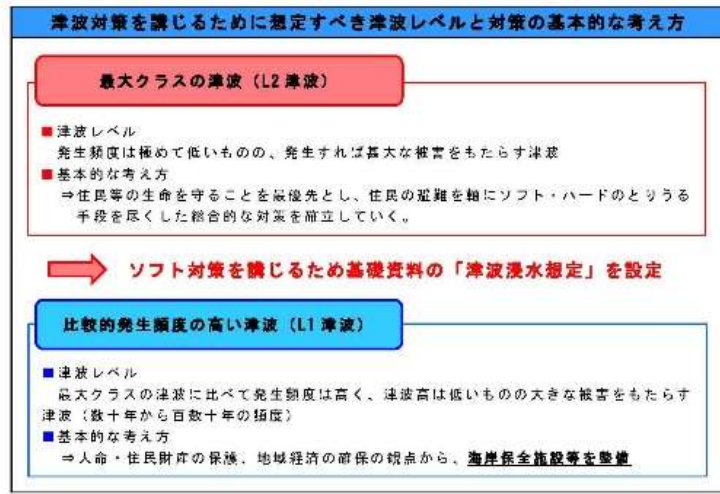 津波対策を講じるために想定すべき津波レベルと対策の基本的な考え方
最大クラスの津波（L2 津波）
■津波レベル
発生頻度は極めて低いものの、発生すれば甚大な被害をもたらす津波
■基本的な考え方
⇒住民等の生命を守ることを最優先とし、住民の避難を軸にソフト・ハードのとりうる
手段を尽くした総合的な対策を確立していく。
ソフト対策を講じるため基礎資料の「津波浸水想定」を設定
比較的発生頻度の高い津波（L1 津波）
■津波レベル
最大クラスの津波に比べて発生頻度は高く、津波高は低いものの大きな被害をもたらす
津波（数十年から百数十年の頻度）
■基本的な考え方
⇒人命・住民財産の保護、地域経済の確保の観点から、海岸保全施設等を整備